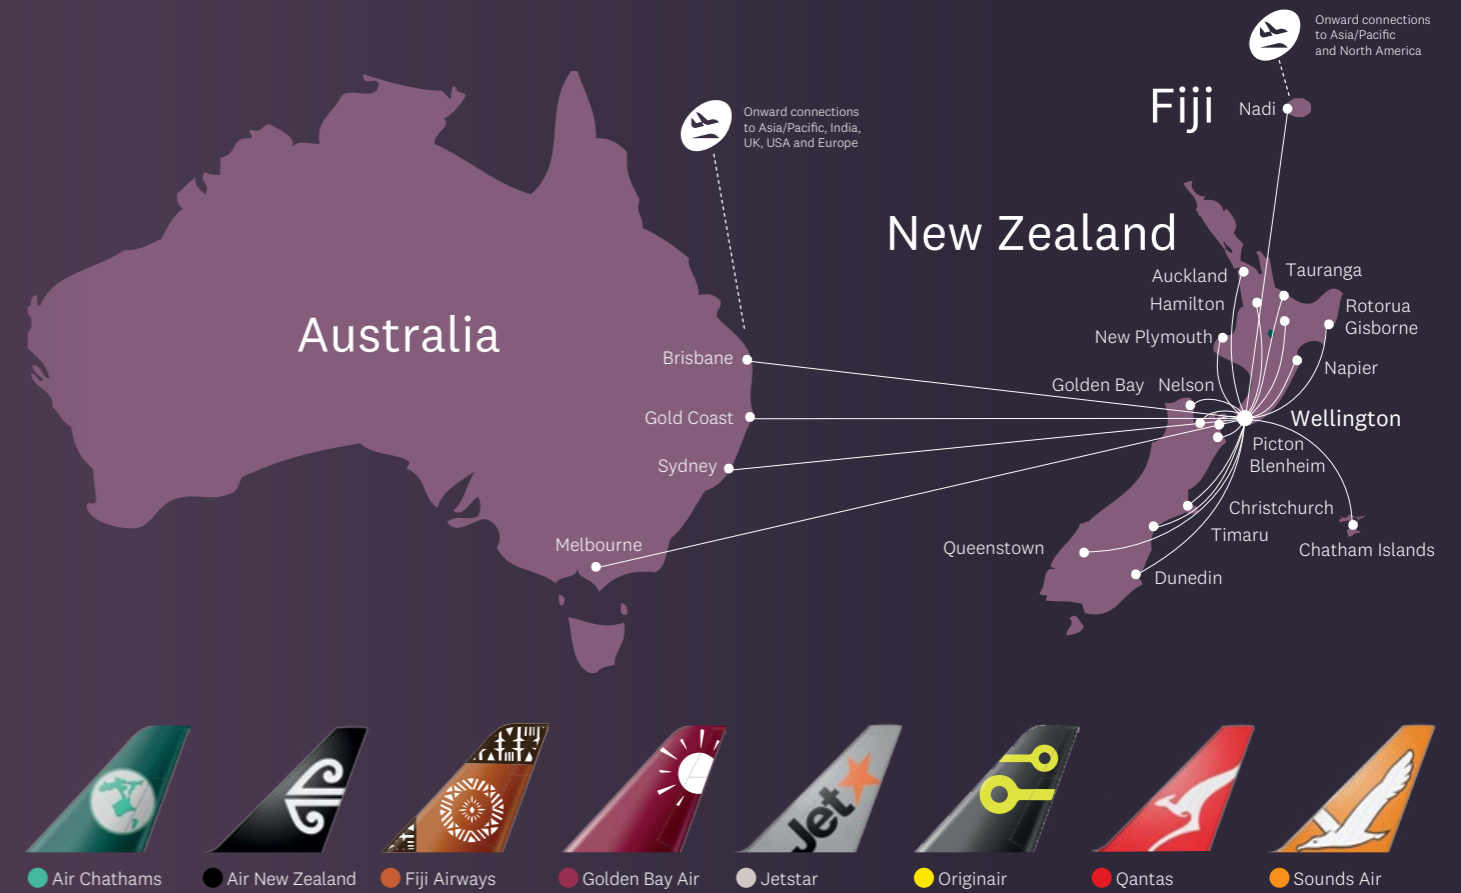 Onward connections
to Asia/Pacific
and North America
Fiji
Nadi
Onward connections
to Asia/Pacific, India,
UK, USA and Europe
New Zealand
Auckland
Tauranga
Hamilton
Rotorua
Gisborne
New Plymouth
Australia
Brisbane
Napier
Golden Bay
Nelson
Gold Coast
Wellington
Picton
Blenheim
Sydney
Christchurch
Timaru
Melbourne
Queenstown
Chatham Islands
Dunedin
Jet
Air Chathams
Air New Zealand
Fiji Airways
Golden Bay Air
Jetstar
Originair
Qantas
Sounds Air